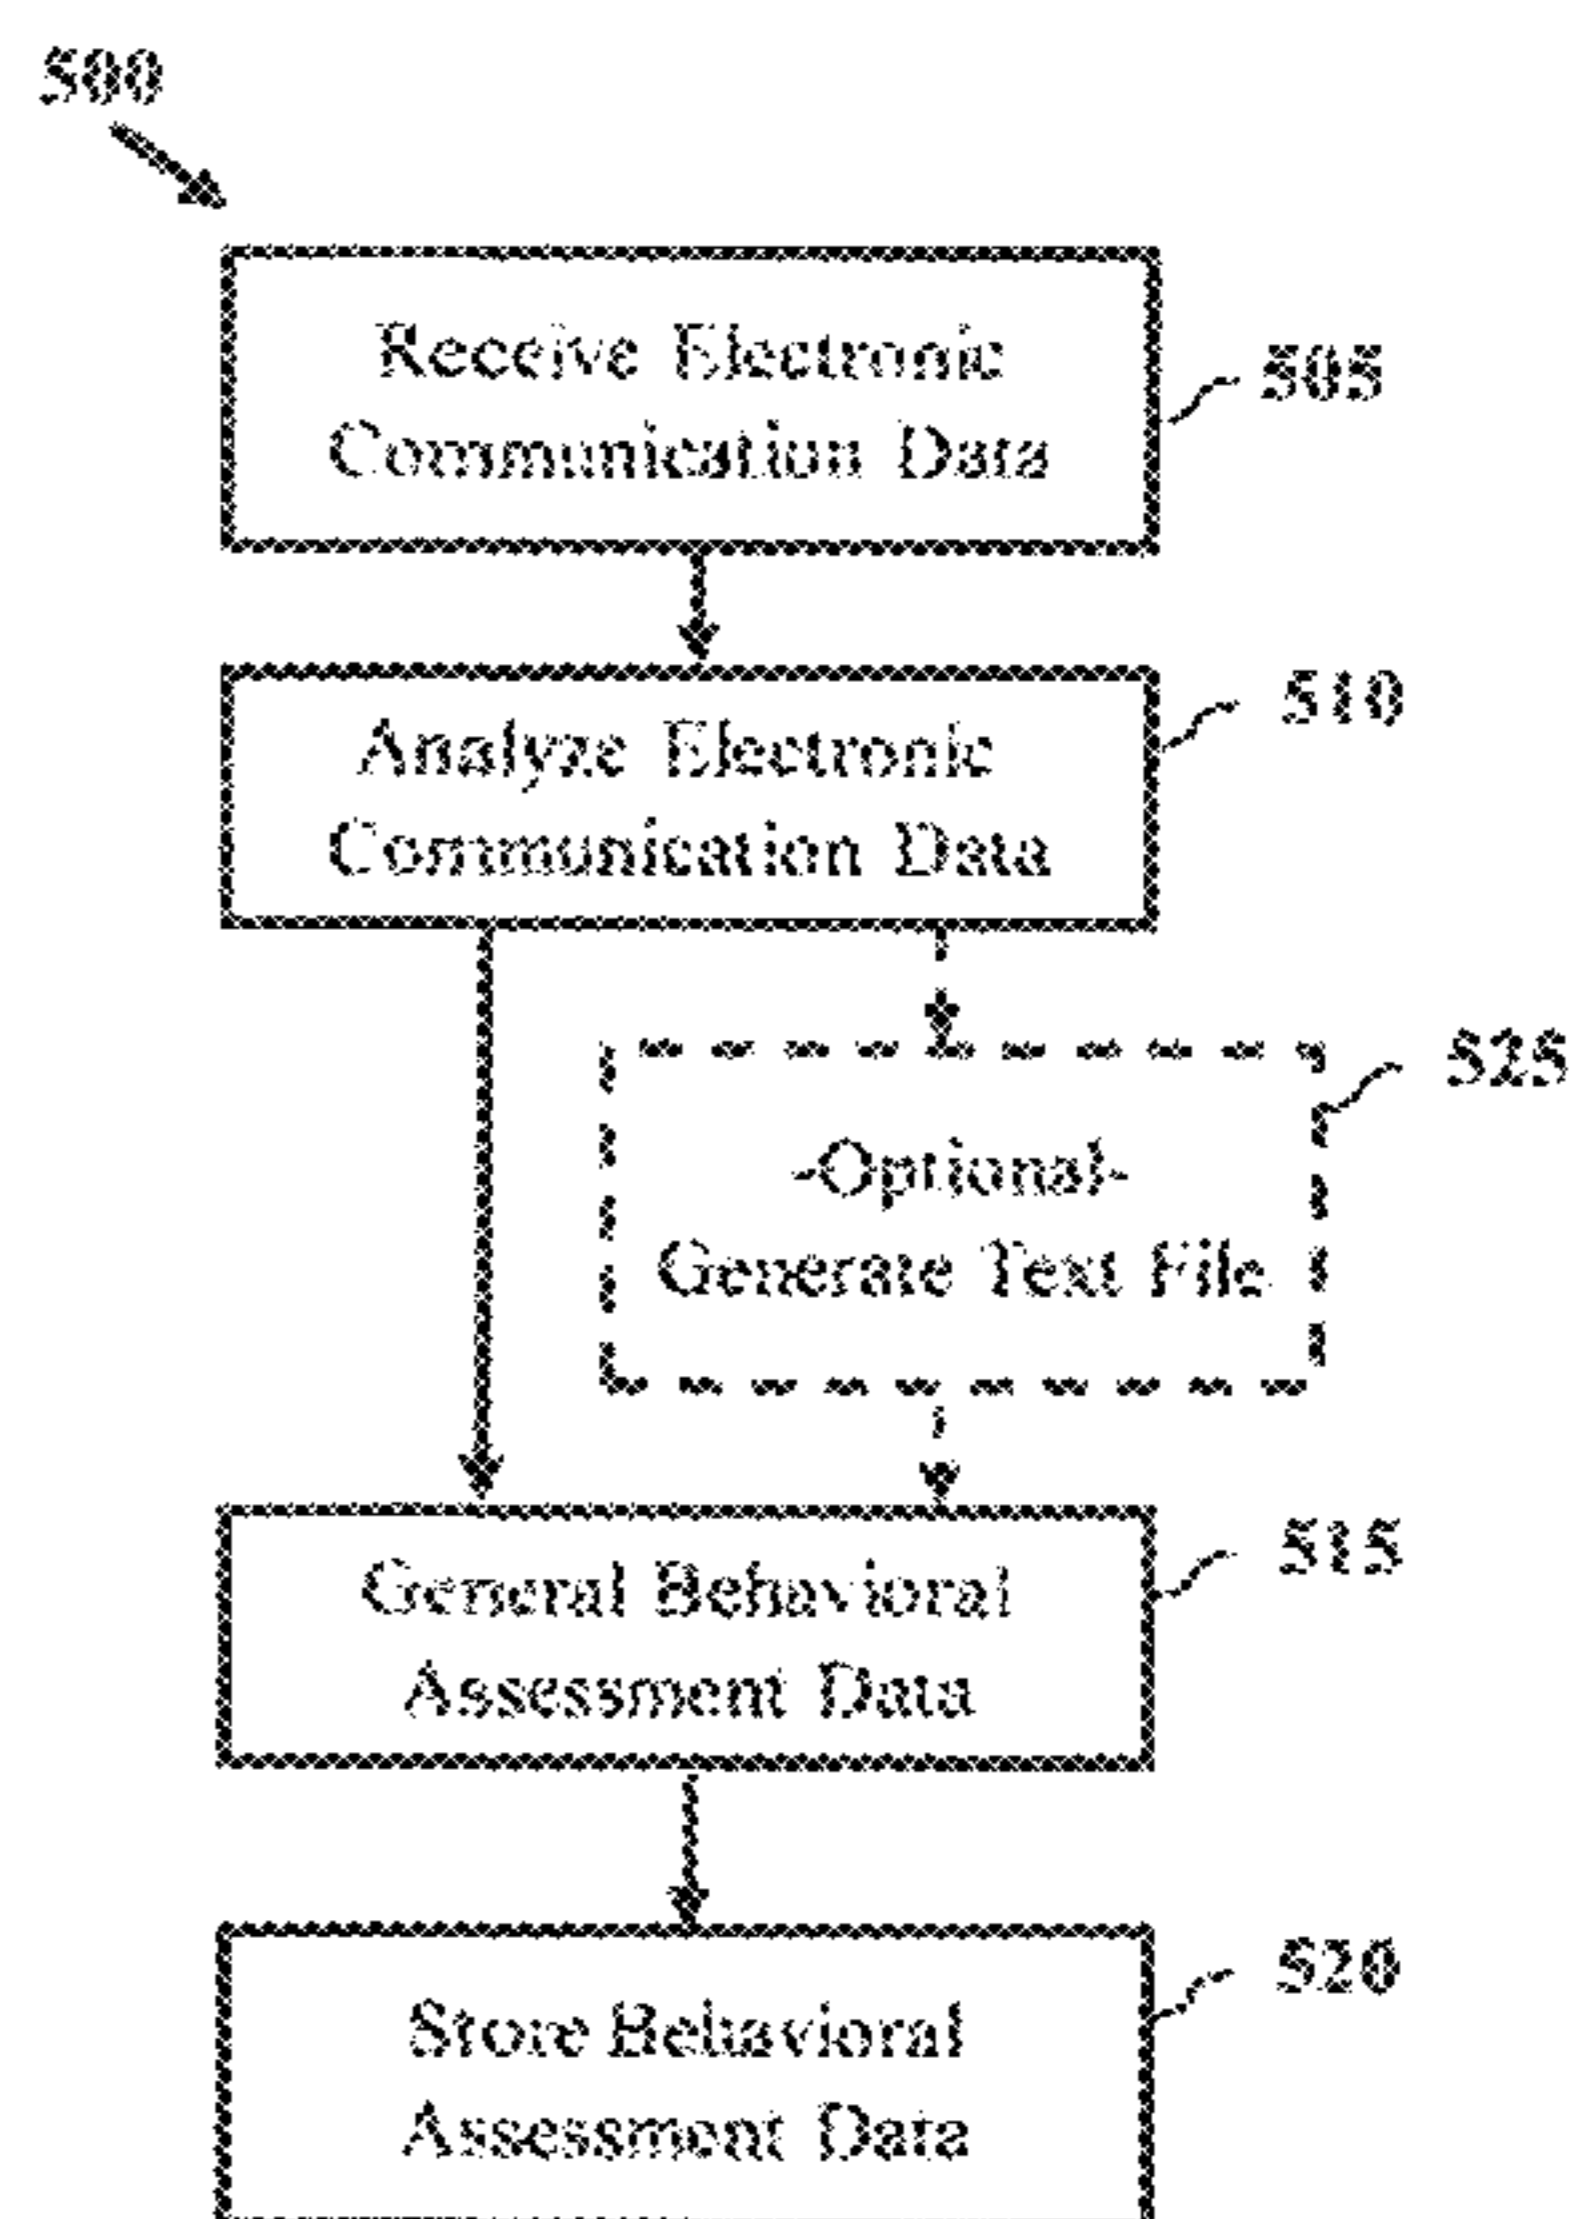 500
Receive Electronic
Communication Data
505
Analyze Electronic
Communication Data
510
-Optional-
Generate Text File
525
General Behavioral
Assessment Data
515
Store Behavioral
Assessment Data
520